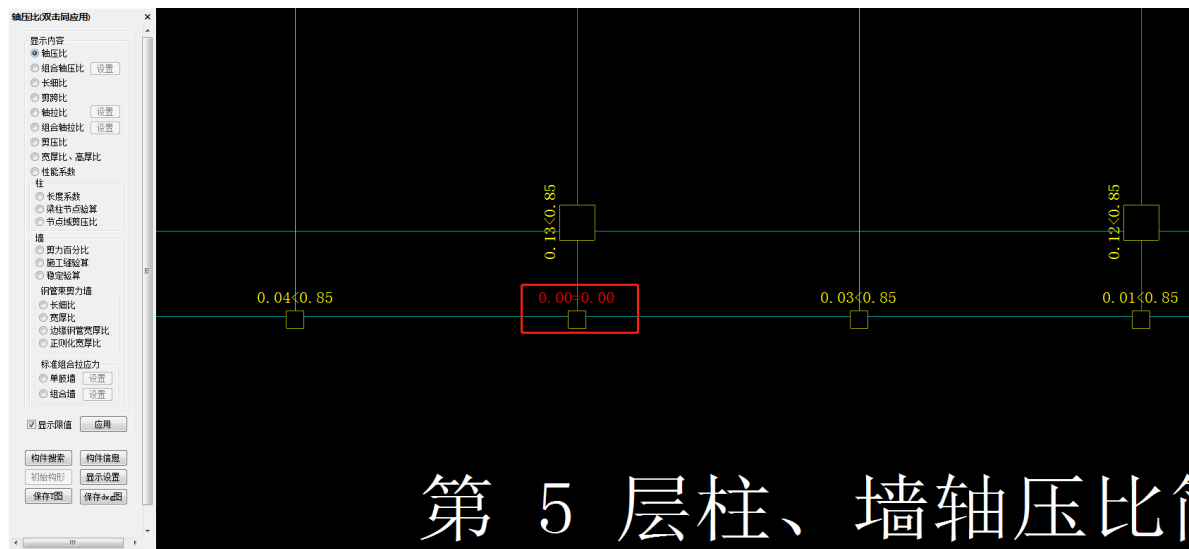 轴压比(双击同应用)
显示内容
轴压比
组合轴压比 设置
长细比
剪跨比
轴拉比 设置
组合轴拉比 设置
剪压比
宽厚比、高厚比
性能系数
柱
长度系数
梁柱节点验算
节点域剪压比
墙
剪力百分比
施工缝验算
稳定验算
钢管束剪力墙
长细比
宽厚比
边缘钢管宽厚比
正则化宽厚比
标准组合拉应力
单肢墙 设置
组合墙 设置
显示限值 应用
构件搜索 构件信息
初始构形 显示设置
保存T图 保存dwg图
0.13<0.85
0.12<0.85
0.04<0.85
0.00=0.00
0.03<0.85
0.01<0.85
第 5 层柱、墙轴压比